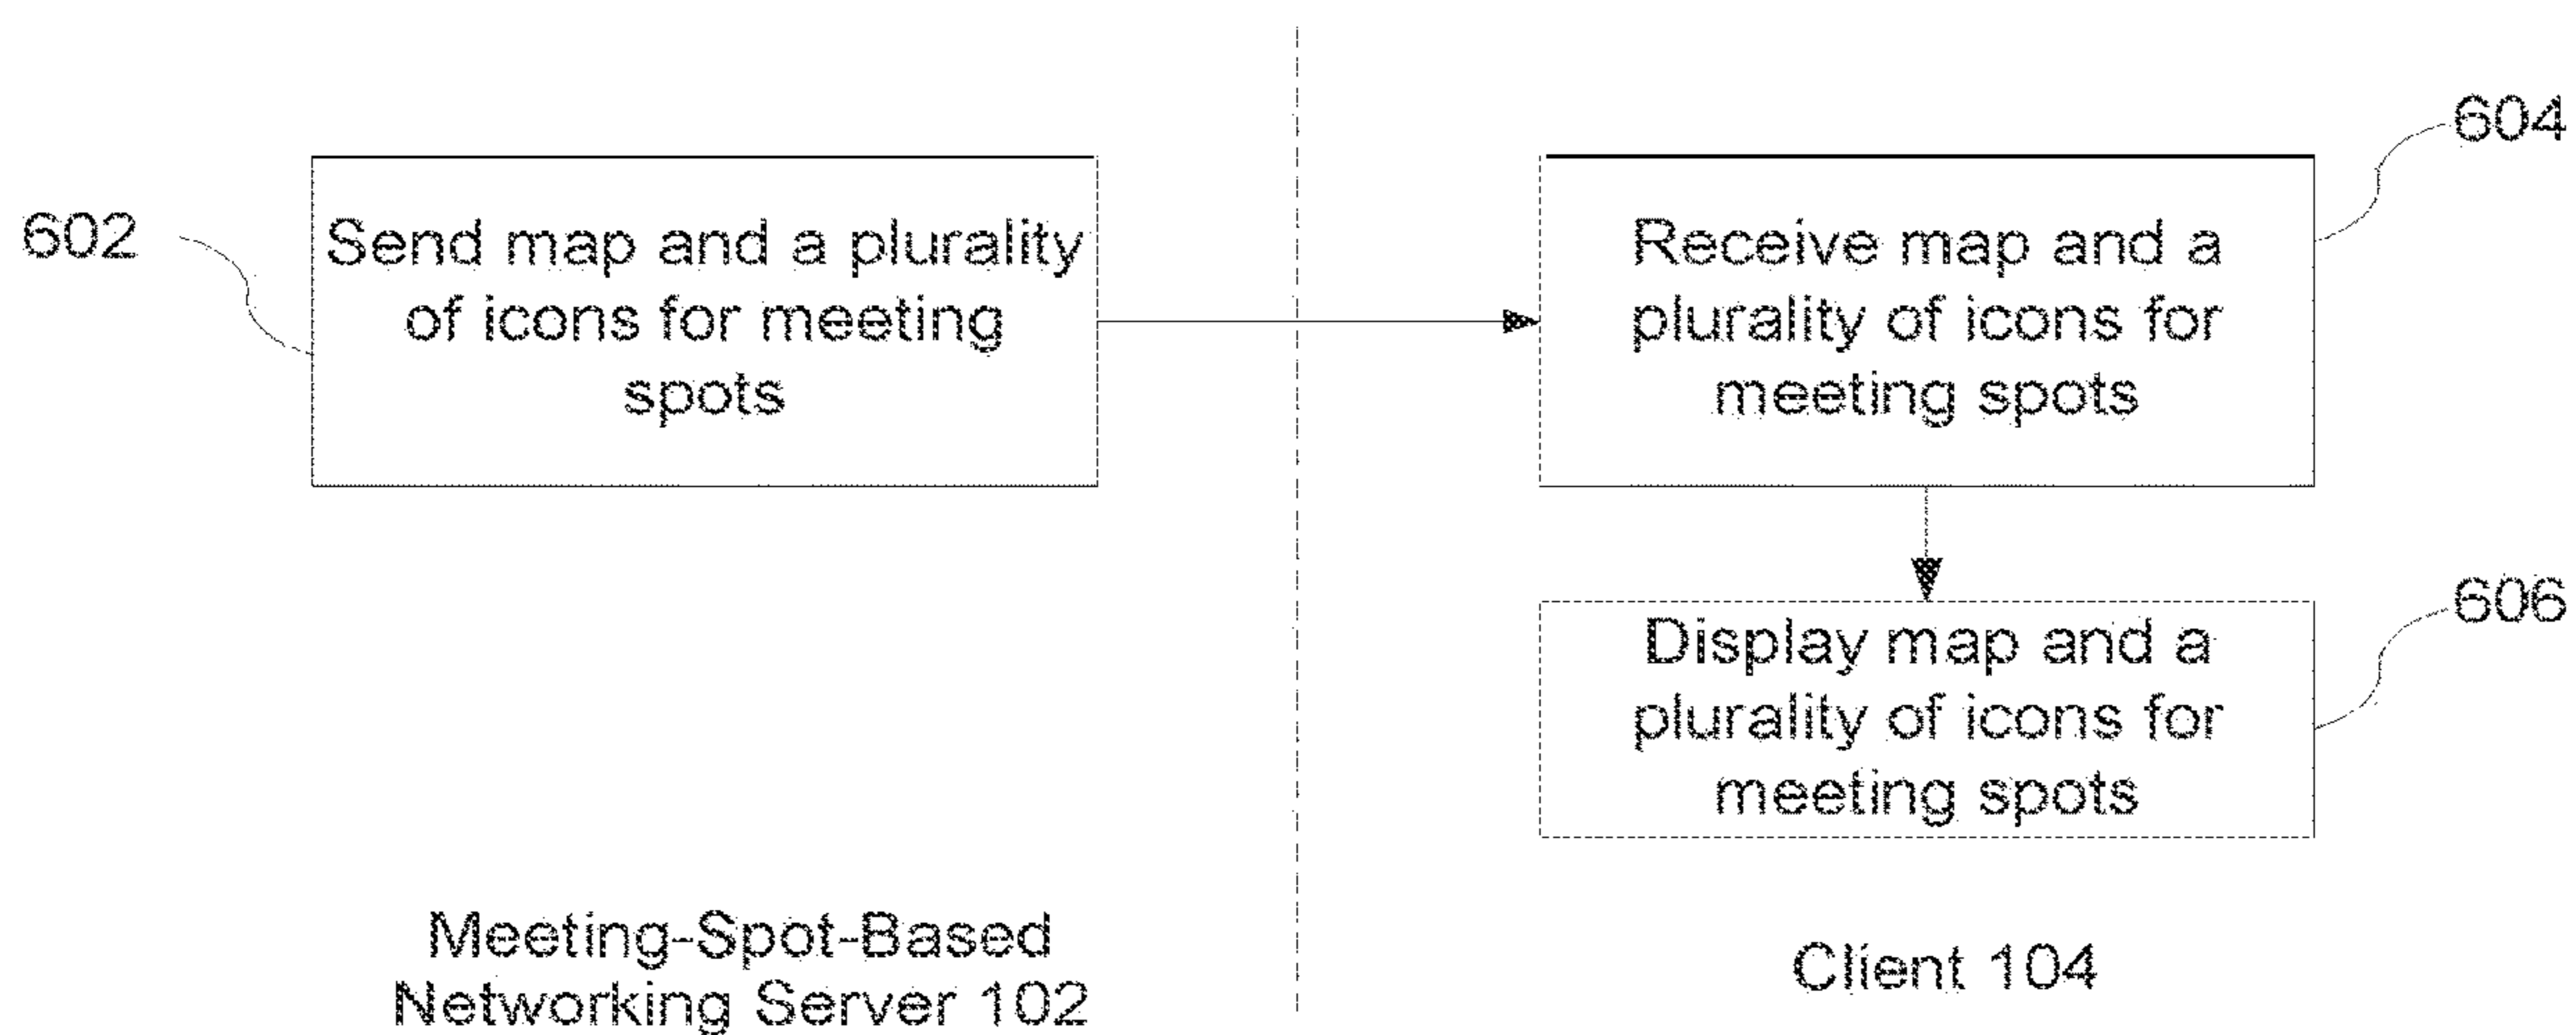 602
Send map and a plurality
of icons for meeting
spots
604
Receive map and a
plurality of icons for
meeting spots
606
Display map and a
plurality of icons for
meeting spots
Meeting-Spot-Based
Networking Server 102
Client 104